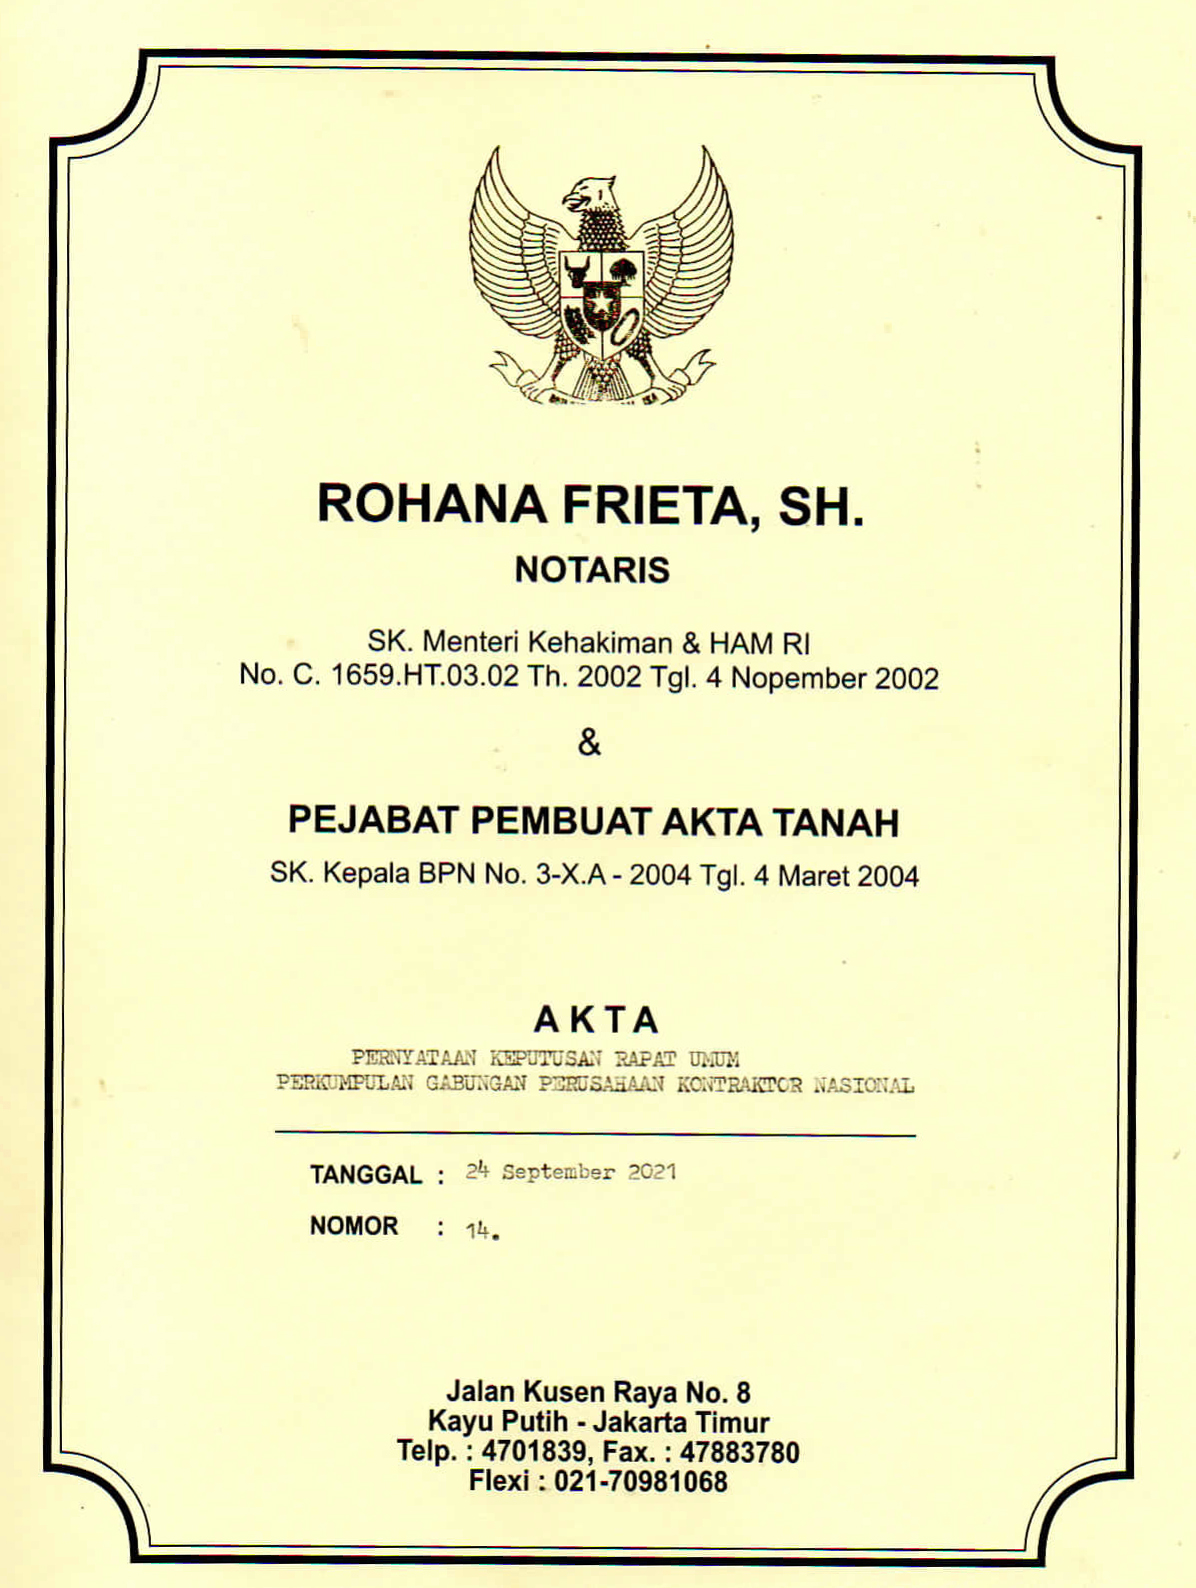 ROHANA FRIETA, SH.
NOTARIS
SK. Menteri Kehakiman & HAM RI
No. C. 1659.HT.03.02 Th. 2002 Tgl. 4 Nopember 2002
&
PEJABAT PEMBUAT AKTA TANAH
SK. Kepala BPN No. 3-X.A - 2004 Tgl. 4 Maret 2004
AKTA
PERNYATAAN KEPUTUSAN RAPAT UMUM
PERKUMPULAN GABUNGAN PERUSAHAAN KONTRAKTOR NASIONAL
TANGGAL : 24 September 2021
NOMOR : 14.
Jalan Kusen Raya No. 8
Kayu Putih - Jakarta Timur
Telp. : 4701839, Fax. : 47883780
Flexi : 021-70981068